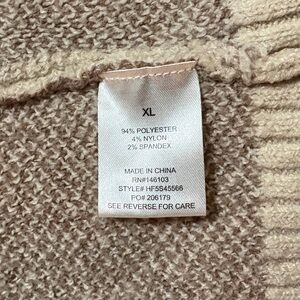 XL
94% POLYESTER
4% NYLON
2% SPANDEX
MADE IN CHINA
RN#146103
STYLE# HF5S45566
PO# 206179
SEE REVERSE FOR CARE